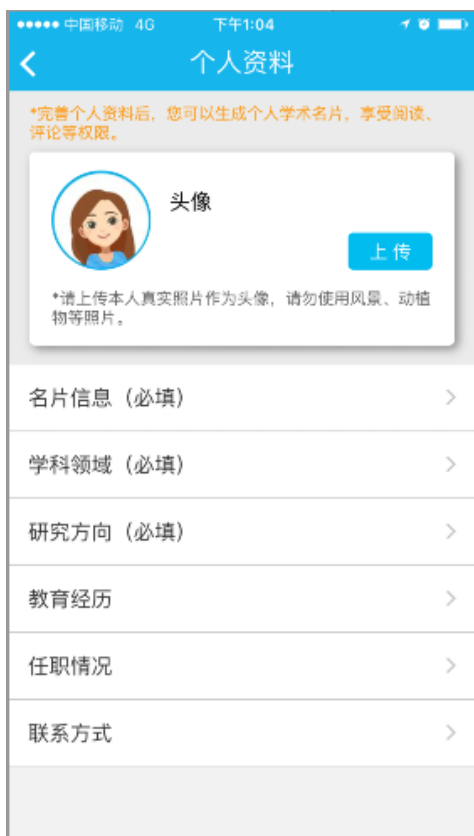 中国移动 4G 下午1:04
个人资料
*完善个人资料后，您可以生成个人学术名片，享受阅读、
评论等权限。
头像
上传
*请上传本人真实照片作为头像，请勿使用风景、动植
物等照片。
名片信息（必填）
学科领域（必填）
研究方向（必填）
教育经历
任职情况
联系方式